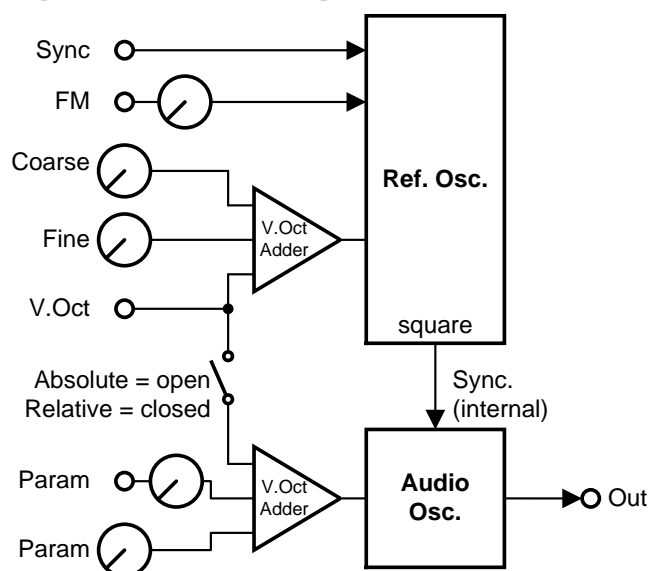 Sync
FM
Coarse
Ref. Osc.
V.Oct
Adder
Fine
V.Oct
square
Absolute = open
Relative = closed
Sync.
(internal)
Param
V.Oct
Adder
Audio
Osc.
Out
Param